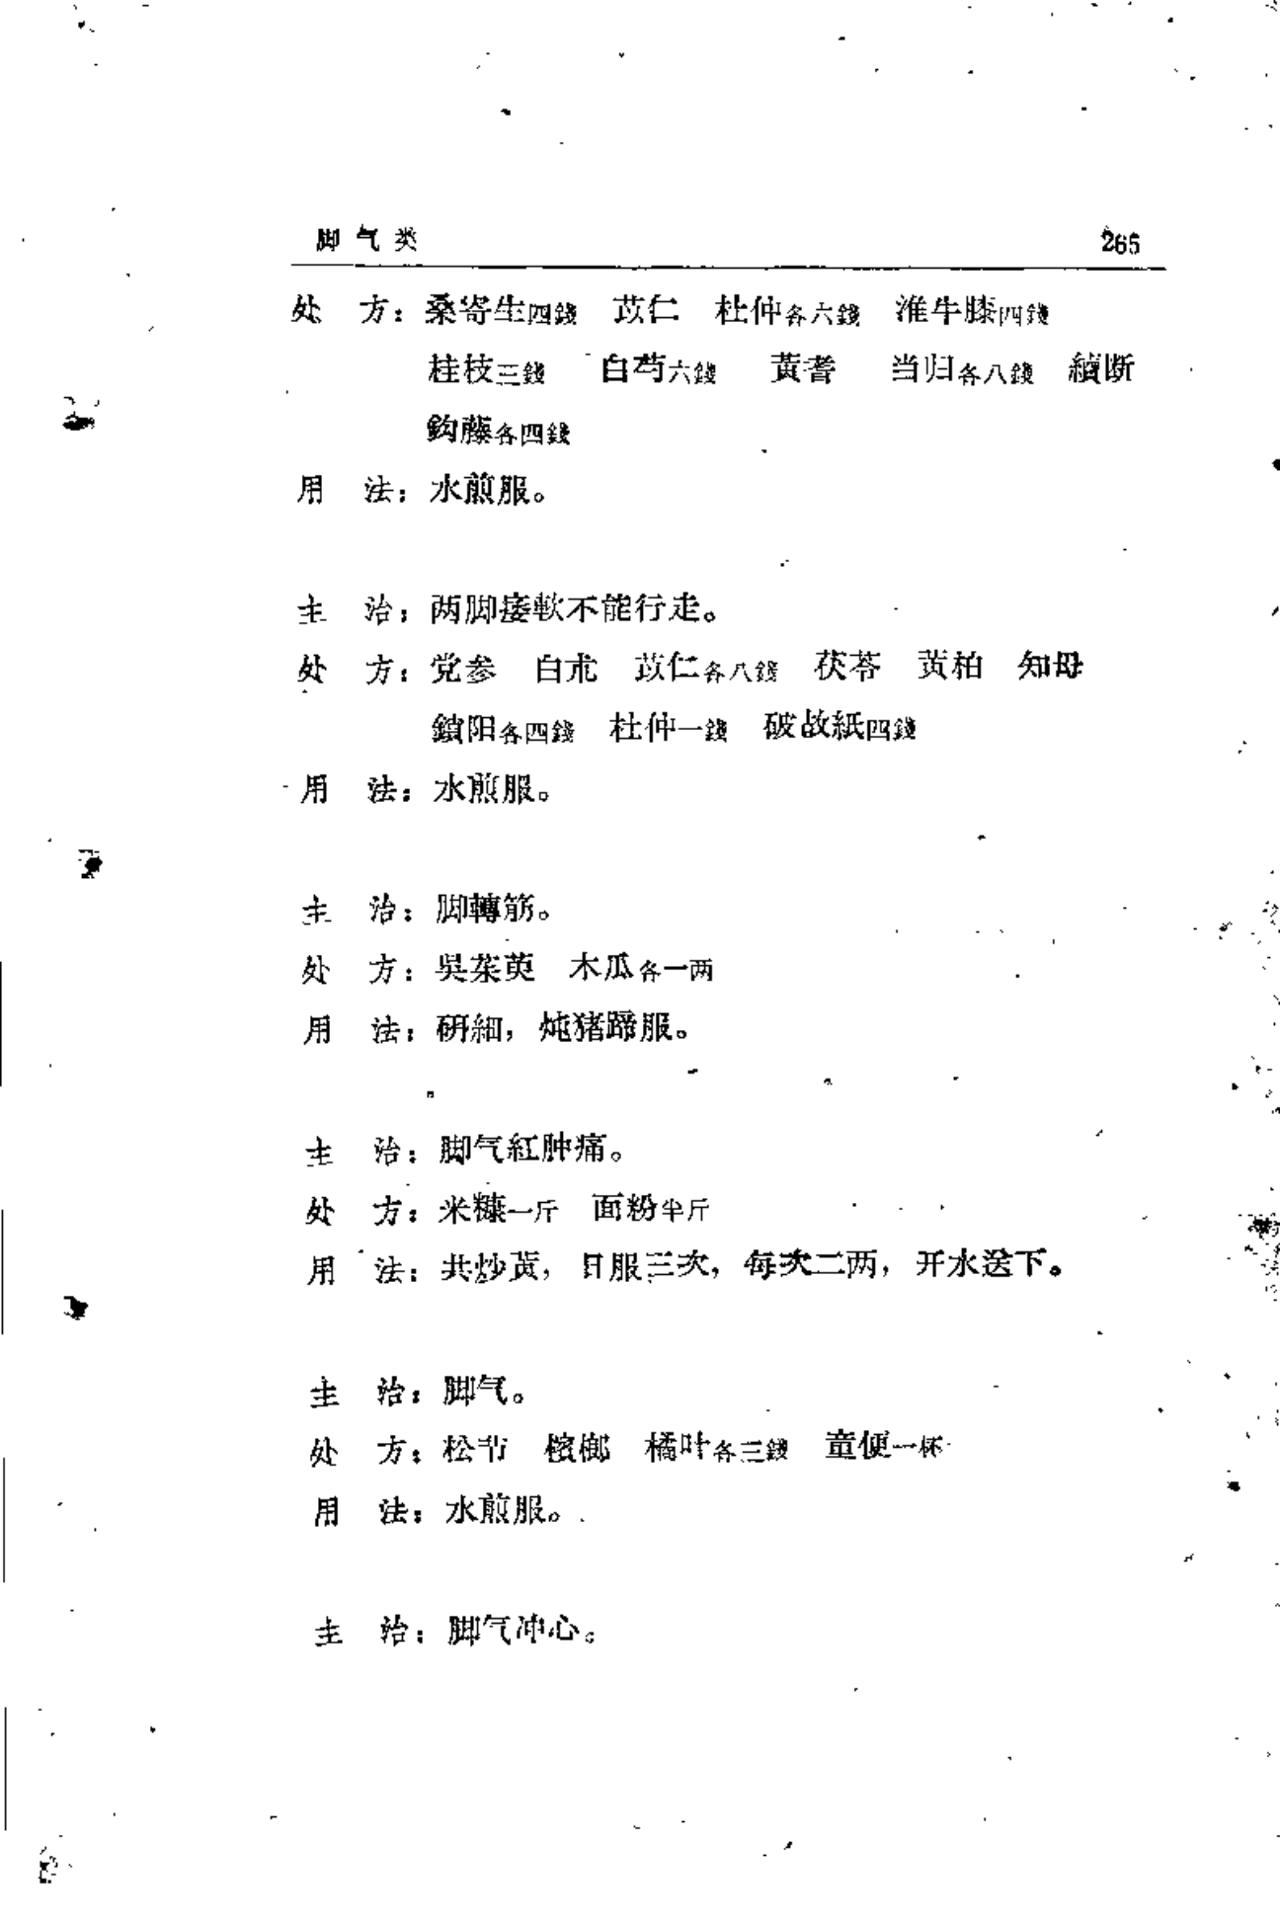 脚气类 265
处 方：桑寄生四錢 苡仁 杜仲各六錢 淮牛膝四錢
桂枝三錢 白芍六錢 黃耆 当归各八錢 續断
鈎藤各四錢
用 法：水煎服。
主 治：两脚痿軟不能行走。
处 方：党参 白朮 苡仁各八錢 茯苓 黃柏 知母
鎖阳各四錢 杜仲一錢 破故紙四錢
用 法：水煎服。
主 治：脚轉筋。
处 方：吳茱萸 木瓜各一两
用 法：研細，炖猪蹄服。
主 治：脚气紅肿痛。
处 方：米糠一斤 面粉半斤
用 法：共炒黃，日服三次，每次二两，开水送下。
主 治：脚气。
处 方：松节 檳榔 橘叶各三錢 童便一杯
用 法：水煎服。
主 治：脚气冲心。